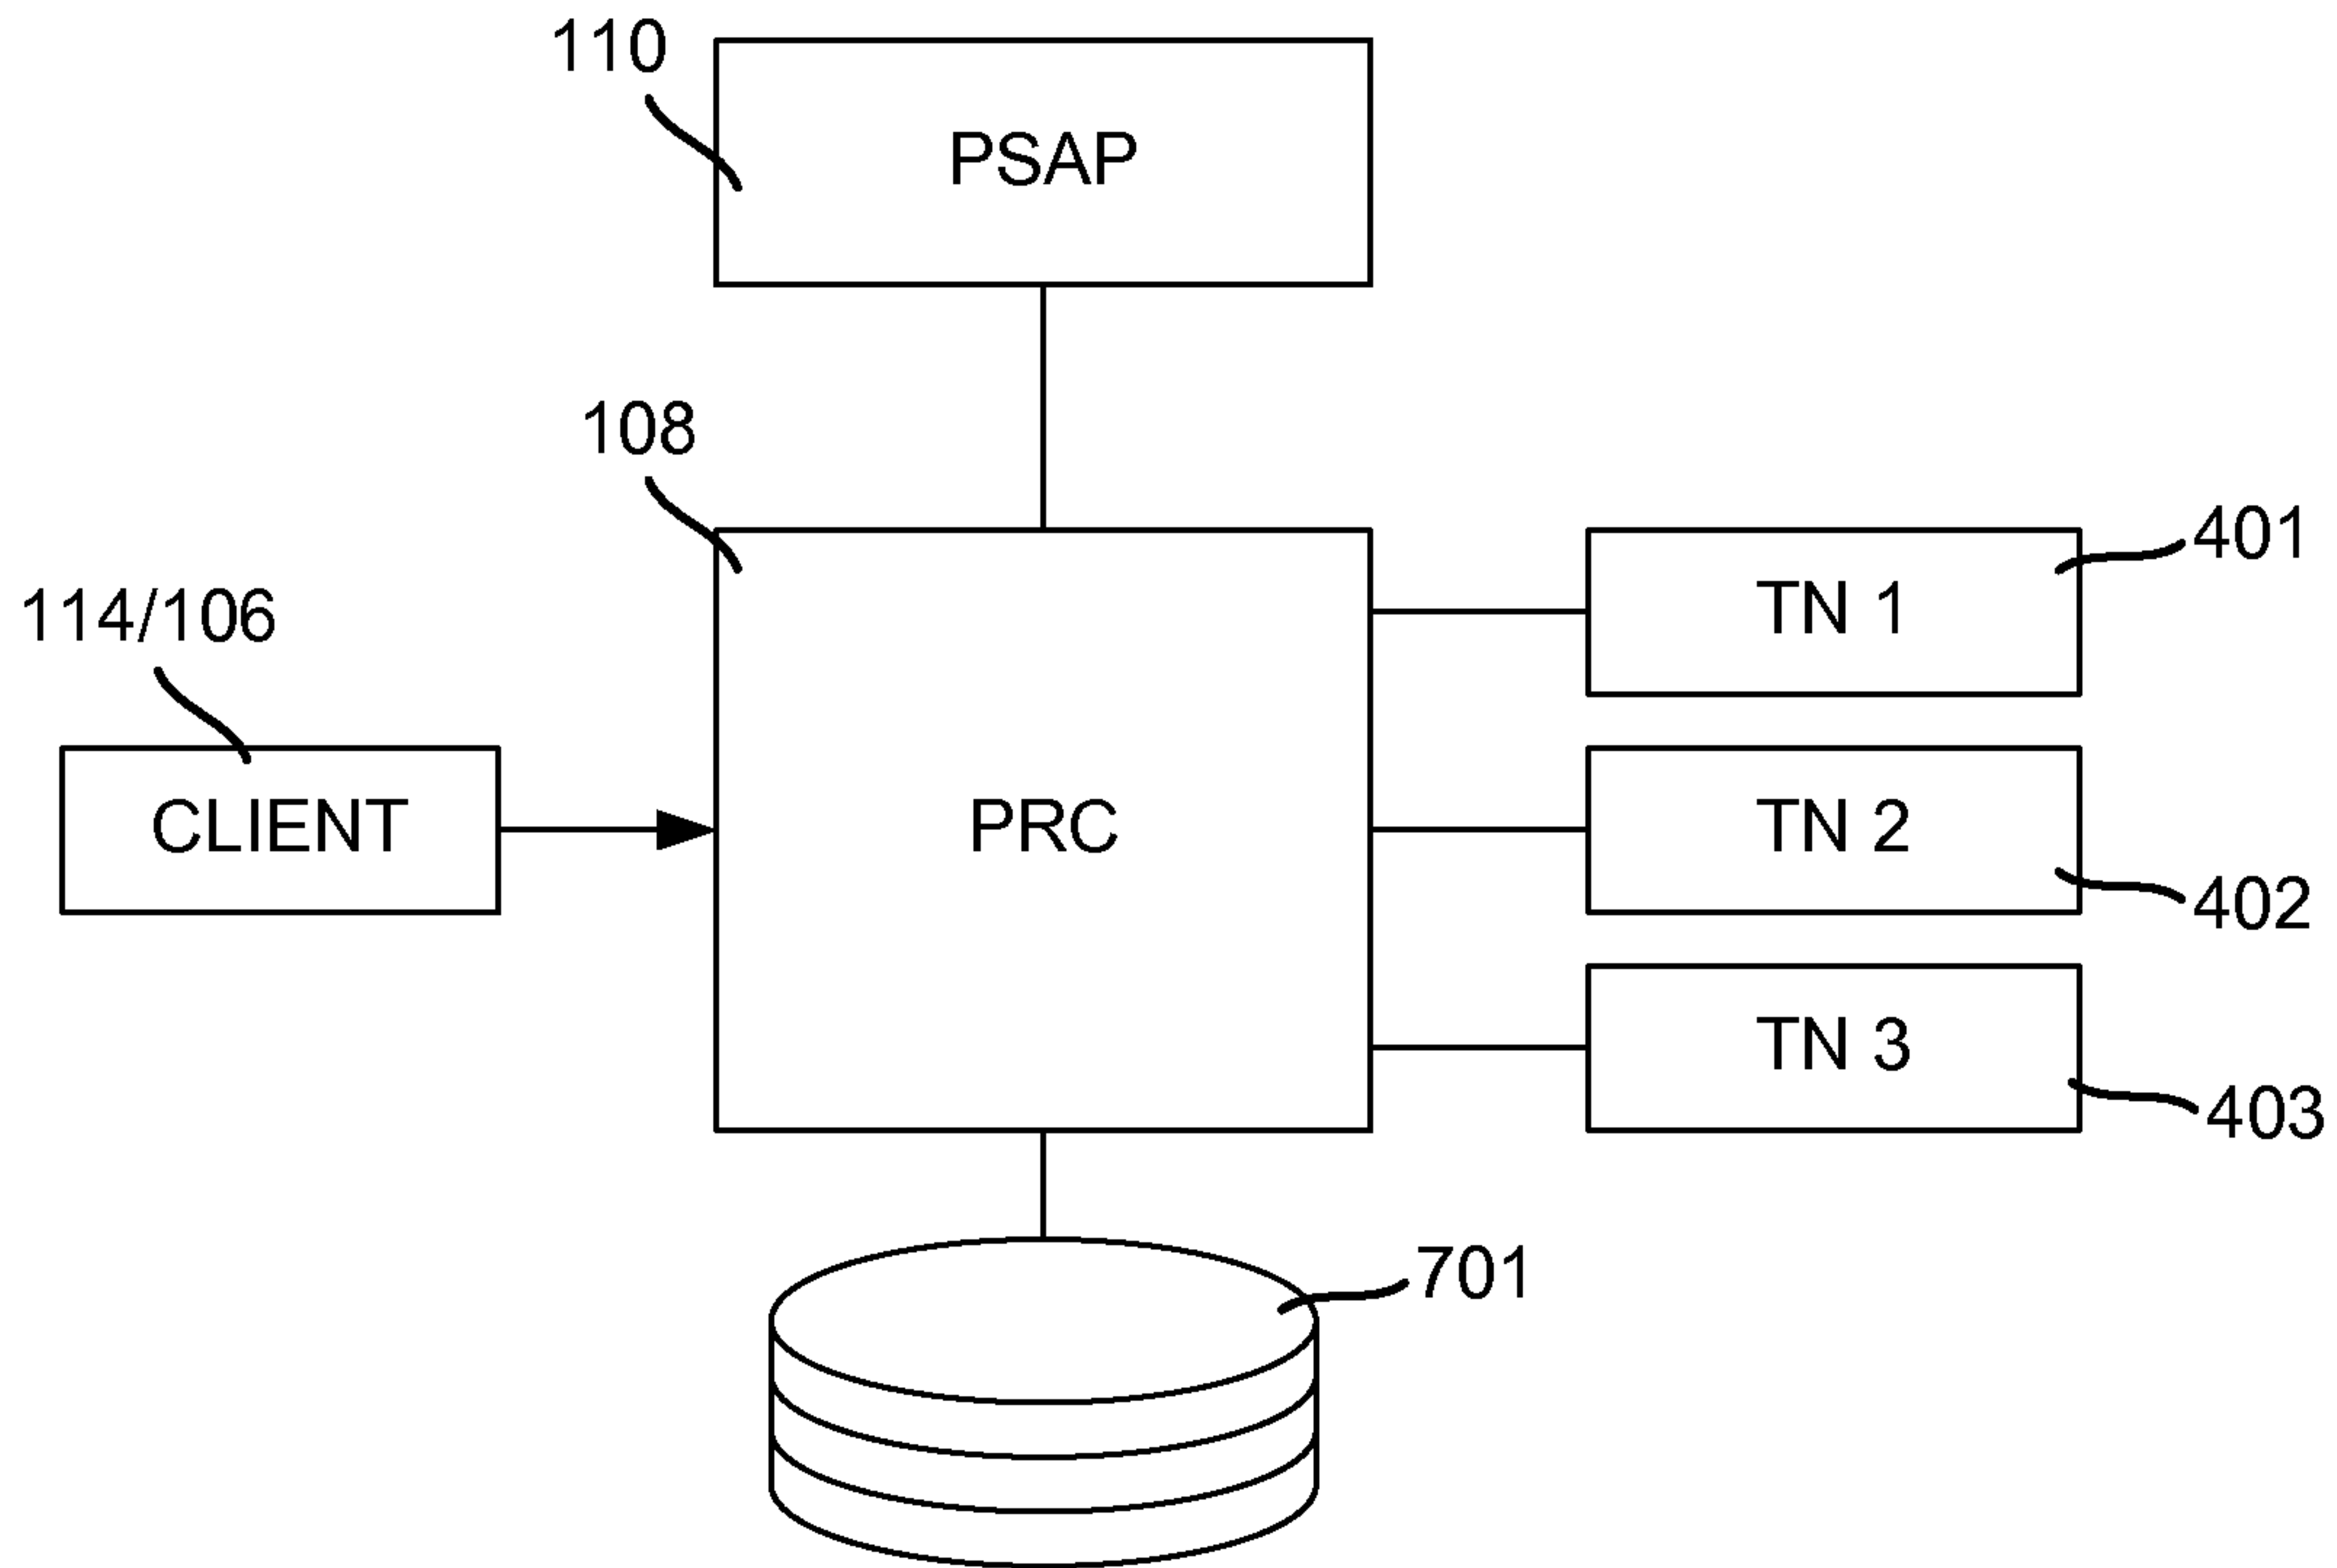 110
PSAP
108
401
TN 1
114/106
CLIENT
PRC
TN 2
402
TN 3
403
701